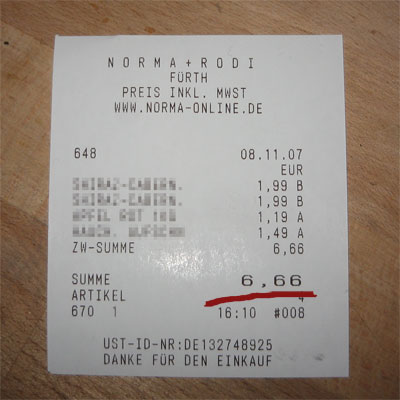 NORMA + RODI
FÜRTH
PREIS INKL. MWST
WWW.NORMA-ONLINE.DE
648 08.11.07
EUR
1,99 B
1,99 B
1,19 A
1,49 A
ZW-SUMME 6,66
SUMME 6,66
ARTIKEL 4
670 1 16:10 #008
UST-ID-NR:DE132748925
DANKE FÜR DEN EINKAUF